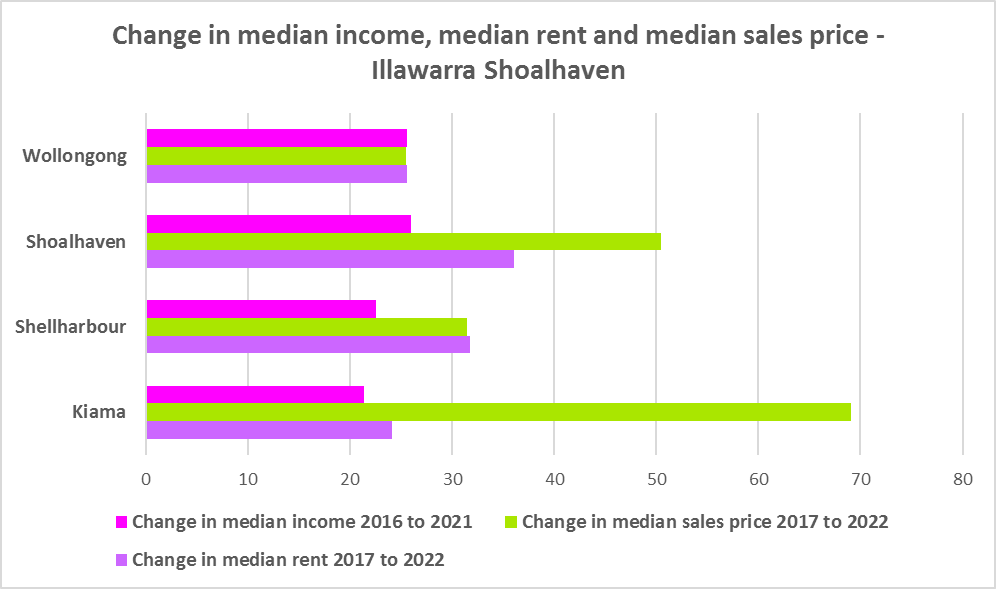 Change in median income, median rent and median sales price -
Illawarra Shoalhaven
Wollongong
Shoalhaven
Shellharbour
Kiama
0 10 20 30 40 50 60 70 80
Change in median income 2016 to 2021 Change in median sales price 2017 to 2022
Change in median rent 2017 to 2022